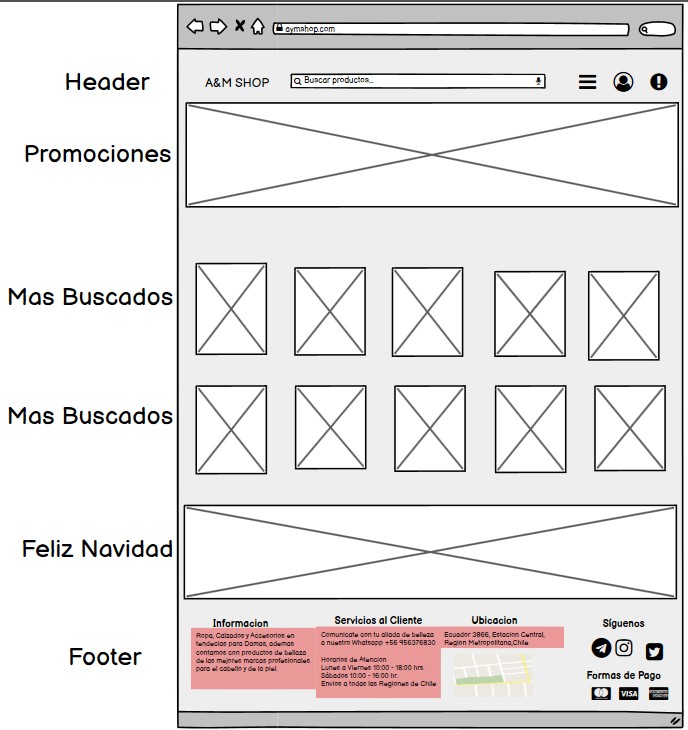 aymshop.com
Header
A&M SHOP
Buscar productos...
Promociones
Mas Buscados
Mas Buscados
Feliz Navidad
Footer
Informacion
Ropa, Calzados y Accesorios en
tendecias para Damas, ademas
contamos con productos de bellaza
de las mejores marcas profesionales
para el cabello y de la piel.
Servicios al Cliente
Comunicate con tu aliada de belleza
a nuestro Whatsapp +56 956376830
Horarios de Atencion
Lunes a Viernes 10:00 - 18:00 hrs.
Sábados 10:00 - 16:00 hr.
Envios a todas las Regiones de Chile
Ubicacion
Ecuador 3866, Estacion Central,
Region Metropolitana,Chile
Síguenos
Formas de Pago
VISA